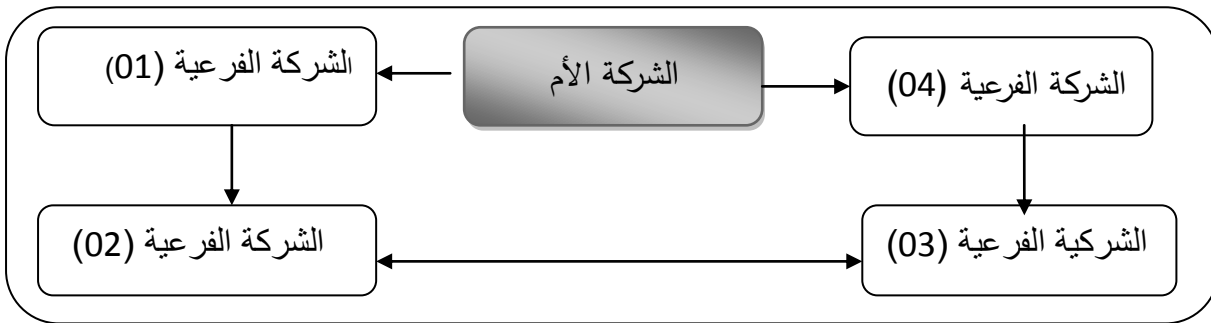 الشركة الأم
الشركة الفرعية (01)
الشركة الفرعية (04)
الشركة الفرعية (02)
الشركية الفرعية (03)